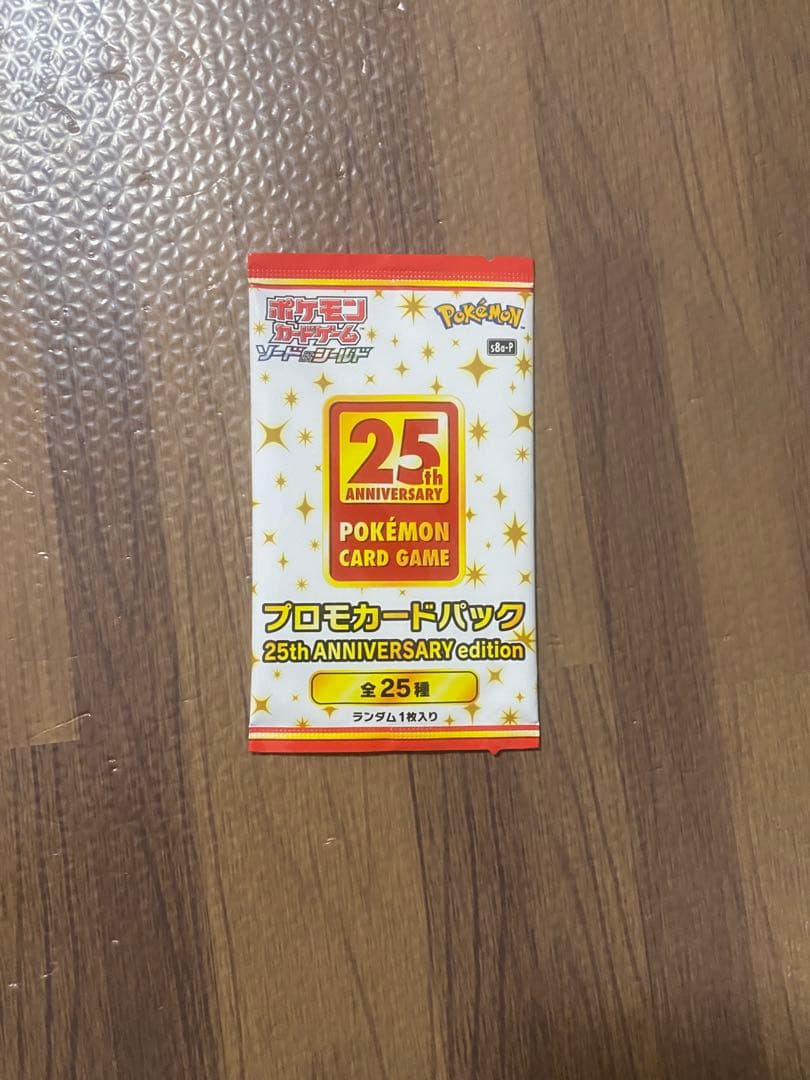 ポケモン
カードゲーム
ソード&シールド
Pokémon
s8a-P
25th
ANNIVERSARY
POKÉMON
CARD GAME
プロモカードパック
25th ANNIVERSARY edition
全25種
ランダム1枚入り